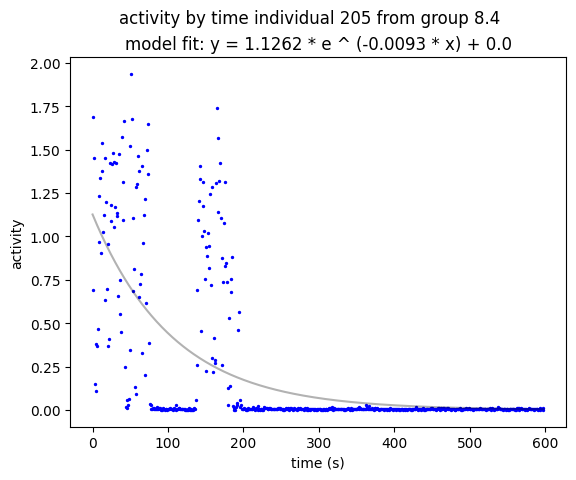 activity by time individual 205 from group 8.4
model fit: y = 1.1262 * e ^ (-0.0093 * x) + 0.0
2.00
1.75
1.50
1.25
1.00
0.75
0.50
0.25
0.00
activity
0 100 200 300 400 500 600
time (s)